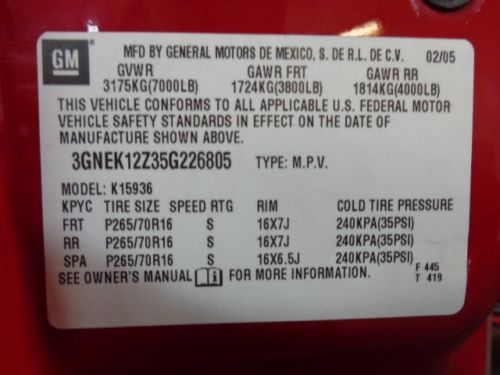 GM MFD BY GENERAL MOTORS DE MEXICO, S. DE R.L. DE C.V. 02/05
GVWR GAWR FRT GAWR RR
3175KG(7000LB) 1724KG(3800LB) 1814KG(4000LB)
THIS VEHICLE CONFORMS TO ALL APPLICABLE U.S. FEDERAL MOTOR
VEHICLE SAFETY STANDARDS IN EFFECT ON THE DATE OF
MANUFACTURE SHOWN ABOVE.
3GNEK12Z35G226805 TYPE: M.P.V.
MODEL: K15936
KPYC TIRE SIZE SPEED RTG RIM COLD TIRE PRESSURE
FRT P265/70R16 S 16X7J 240KPA(35PSI)
RR P265/70R16 S 16X7J 240KPA(35PSI)
SPA P265/70R16 S 16X6.5J 240KPA(35PSI)
SEE OWNER'S MANUAL FOR MORE INFORMATION. F 445
T 419